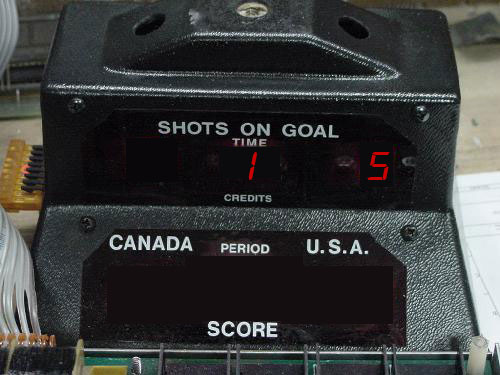 SHOTS ON GOAL
TIME
1 5
CREDITS
CANADA PERIOD U.S.A.
SCORE